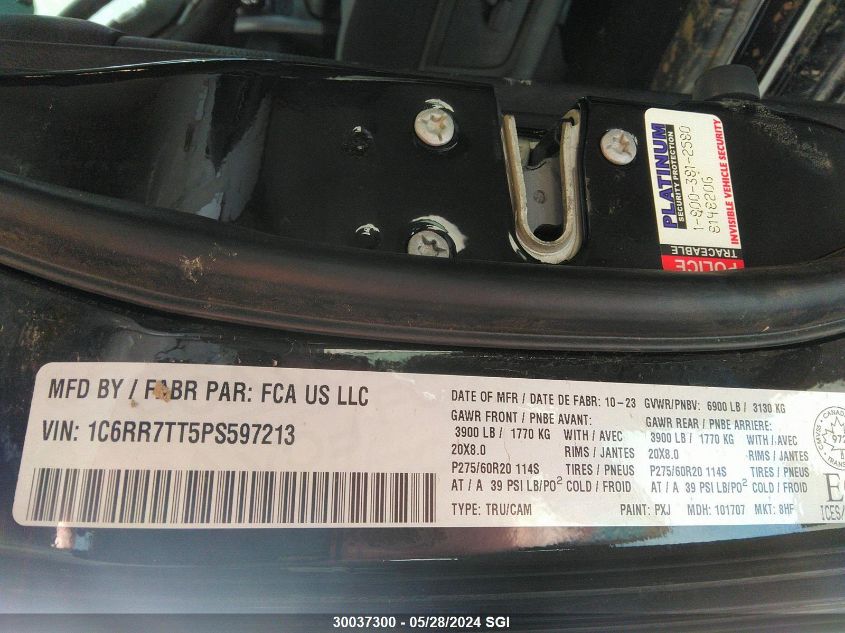 PLATINUM
SECURITY PROTECTION
1-800-381-2580
814820G
INVISIBLE VEHICLE SECURITY
POLICE
TRACEABLE
MFD BY / FABR PAR: FCA US LLC
VIN: 1C6RR7TT5PS597213
DATE OF MFR / DATE DE FABR: 10-23 GVWR/PNBV: 6900 LB / 3130 KG
GAWR FRONT / PNBE AVANT: GAWR REAR / PNBE ARRIERE:
3900 LB / 1770 KG WITH / AVEC 3900 LB / 1770 KG WITH / AVEC
20X8.0 RIMS / JANTES 20X8.0 RIMS / JANTES
P275/60R20 114S TIRES / PNEUS P275/60R20 114S TIRES / PNEUS
AT / A 39 PSI LB/PO² COLD / FROID AT / A 39 PSI LB/PO² COLD / FROID
TYPE: TRU/CAM PAINT: PXJ MDH: 101707 MKT: 8HF
ICES/
30037300 / 05/28/2024 SGI